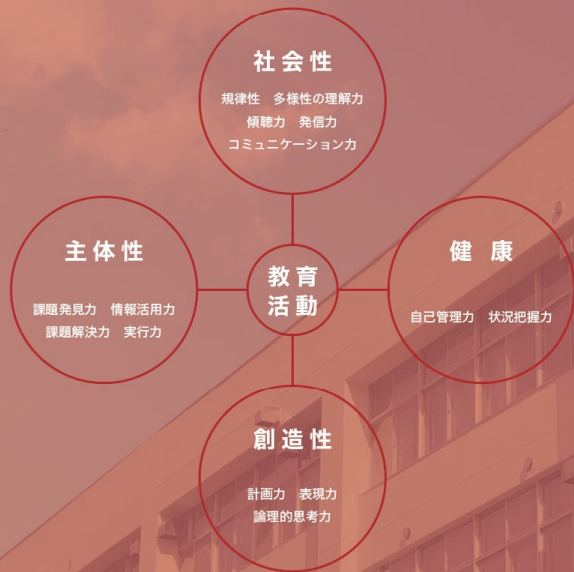 社会性
規律性 多様性の理解力
傾聴力 発信力
コミュニケーション力
主体性
課題発見力 情報活用力
課題解決力 実行力
教育
活動
健康
自己管理力 状況把握力
創造性
計画力 表現力
論理的思考力